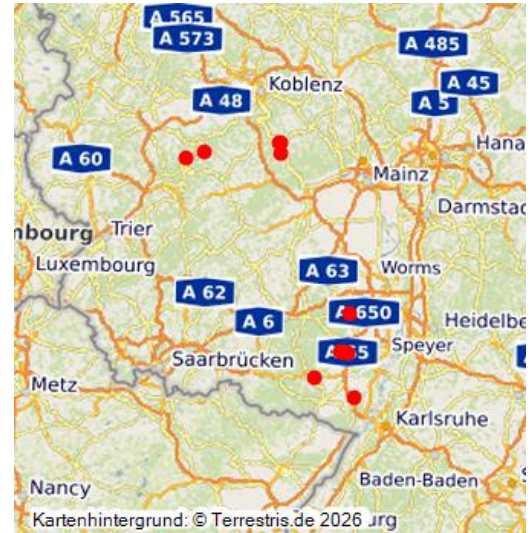 A 565
A 573
A 485
Koblenz
A 45
A 48
A 5
Hana
A 60
Mainz
Darmstad
Trier
mbourg
Luxembourg
A 63
Worms
A 62
A 650
A 6
Heidelbe
Speyer
Saarbrücken
Metz
Karlsruhe
Baden-Baden
Nancy
Kartenhintergrund: © Terrestris.de 2026
urg